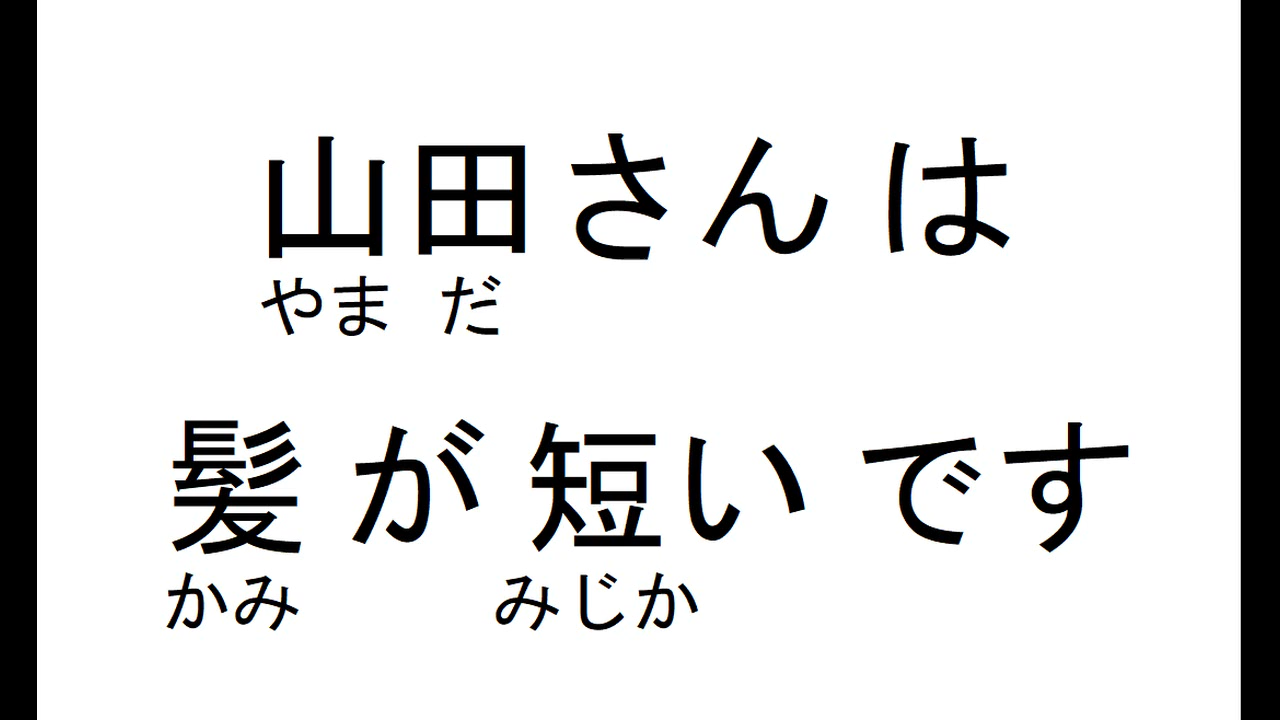 山田さん は
やま だ
髪 が 短い です
かみ みじか